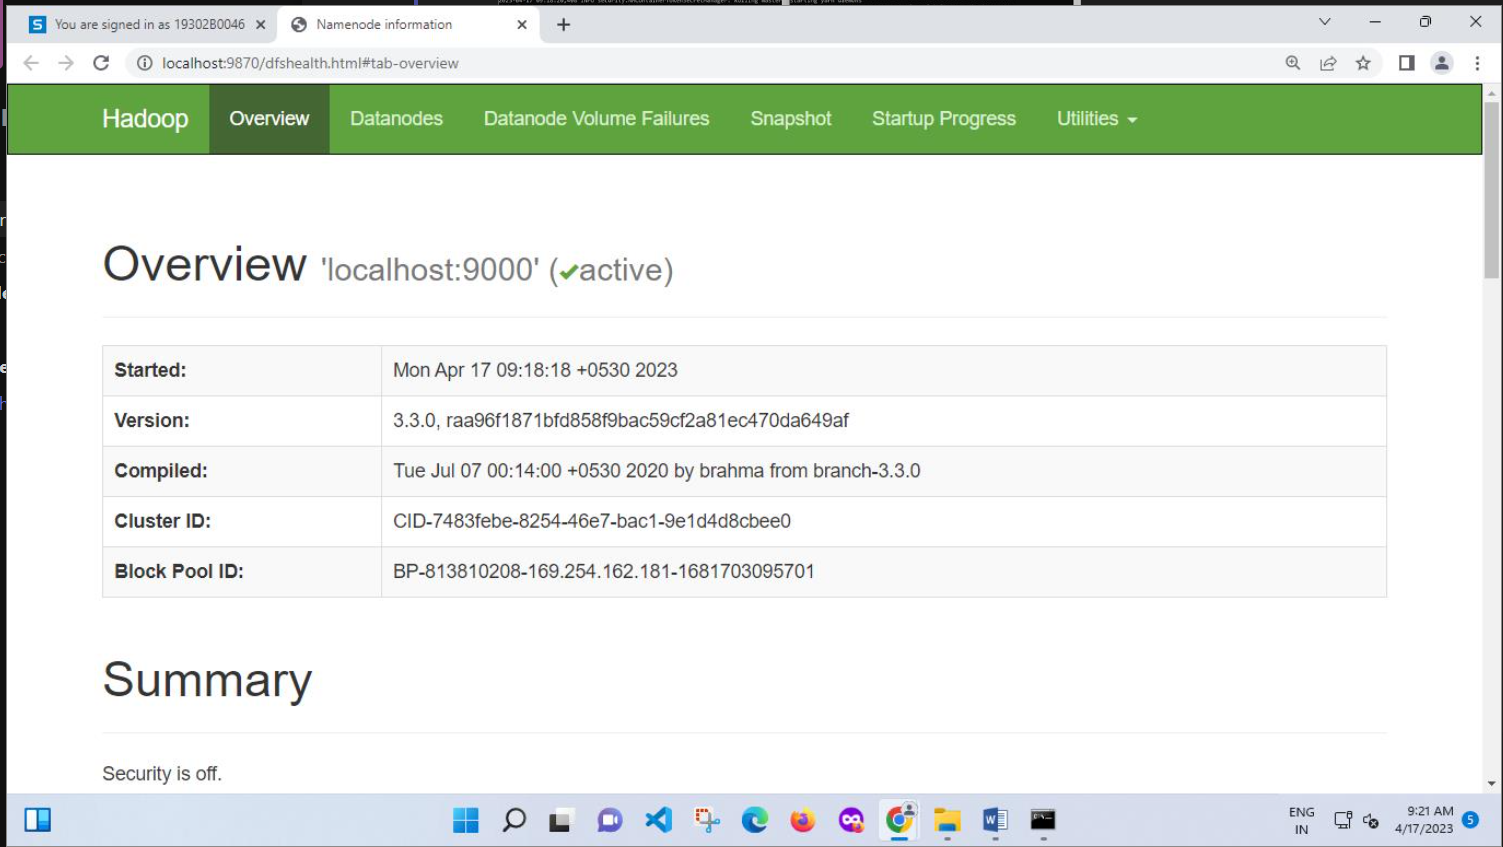 You are signed in as 19302B0046
Namenode information
localhost:9870/dfshealth.html#tab-overview
Hadoop Overview Datanodes Datanode Volume Failures Snapshot Startup Progress Utilities
Overview 'localhost:9000' (✔active)
Started: Mon Apr 17 09:18:18 +0530 2023
Version: 3.3.0, raa96f1871bfd858f9bac59cf2a81ec470da649af
Compiled: Tue Jul 07 00:14:00 +0530 2020 by brahma from branch-3.3.0
Cluster ID: CID-7483febe-8254-46e7-bac1-9e1d4d8cbee0
Block Pool ID: BP-813810208-169.254.162.181-1681703095701
Summary
Security is off.
ENG
IN
9:21 AM
4/17/2023
5